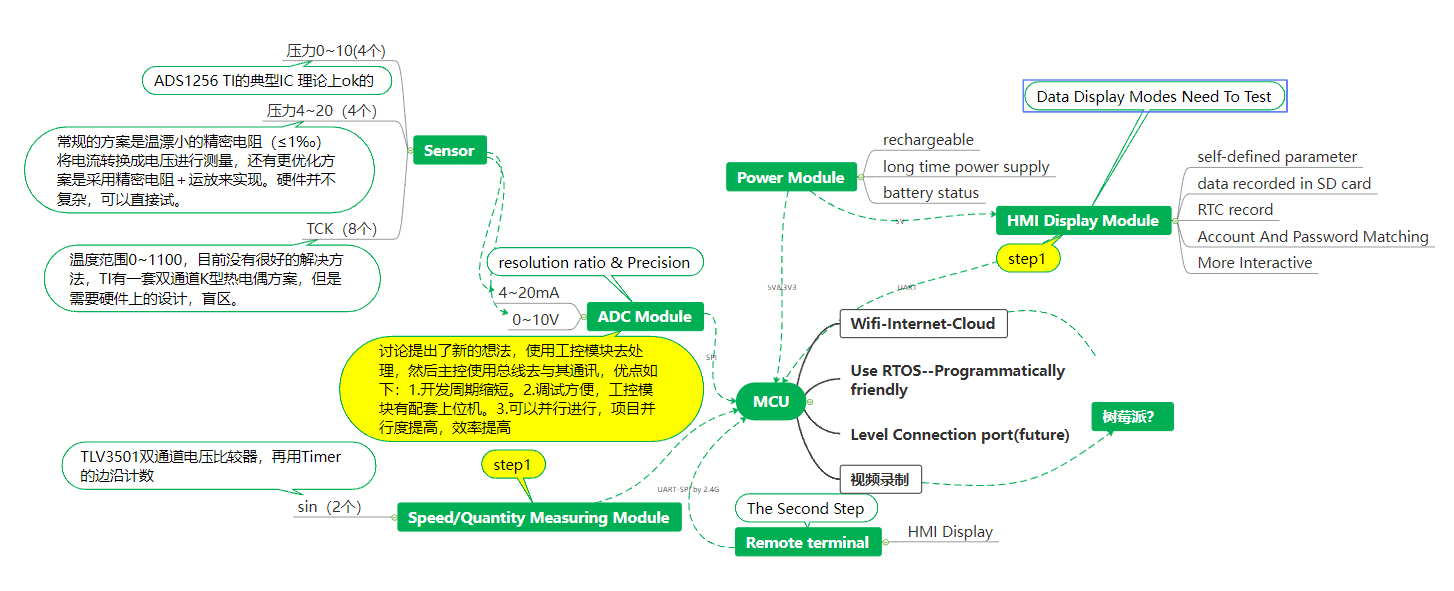 压力0~10(4个)
ADS1256 TI的典型IC 理论上ok的
压力4~20（4个）
常规的方案是温漂小的精密电阻（≤1‰）
将电流转换成电压进行测量，还有更优化方
案是采用精密电阻＋运放来实现。硬件并不
复杂，可以直接试。
TCK（8个）
温度范围0~1100，目前没有很好的解决方
法，TI有一套双通道K型热电偶方案，但是
需要硬件上的设计，盲区。
Sensor
resolution ratio & Precision
4~20mA
0~10V
ADC Module
讨论提出了新的想法，使用工控模块去处
理，然后主控使用总线去与其通讯，优点如
下：1.开发周期缩短。2.调试方便，工控模
块有配套上位机。3.可以并行进行，项目并
行度提高，效率提高
SPI
TLV3501双通道电压比较器，再用Timer
的边沿计数
sin（2个）
step1
Speed/Quantity Measuring Module
Data Display Modes Need To Test
rechargeable
long time power supply
battery status
Power Module
5V
HMI Display Module
self-defined parameter
data recorded in SD card
RTC record
Account And Password Matching
More Interactive
step1
5V&3V3
UART
MCU
Wifi-Internet-Cloud
Use RTOS--Programmatically
friendly
Level Connection port(future)
视频录制
树莓派?
UART-SPI by 2.4G
The Second Step
Remote terminal
HMI Display